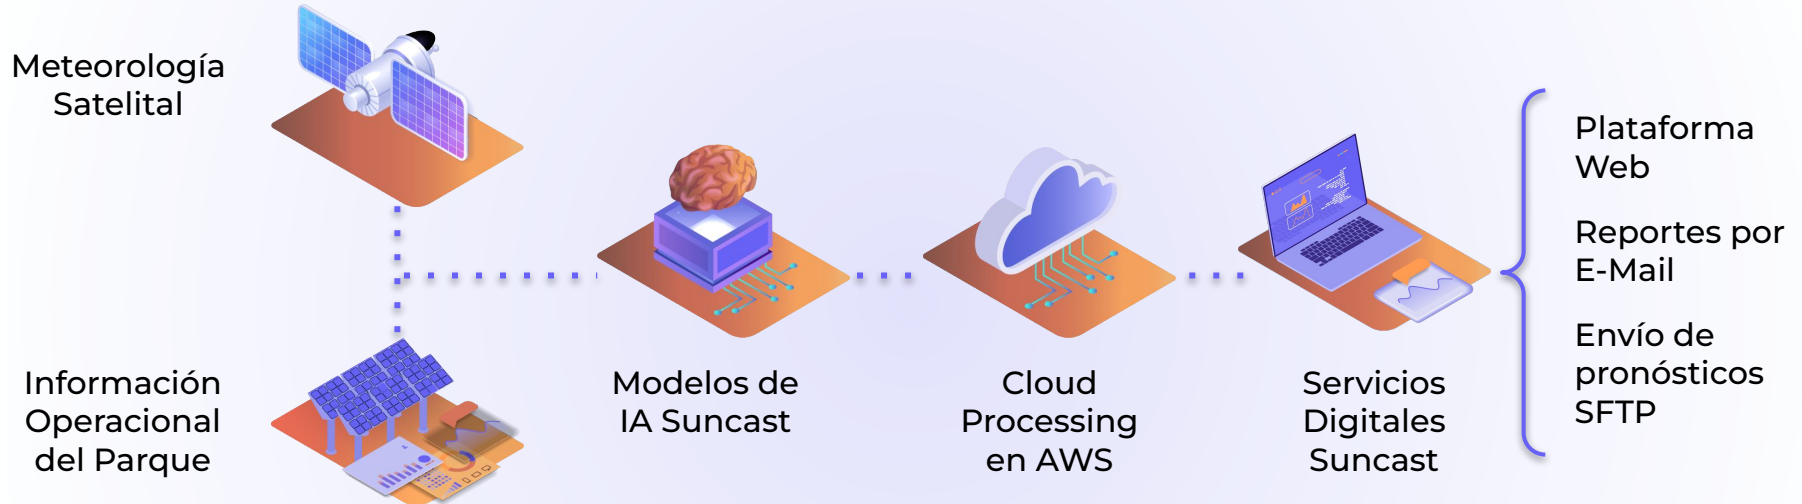 Meteorología
Satelital
Información
Operacional
del Parque
Modelos de
IA Suncast
Cloud
Processing
en AWS
Servicios
Digitales
Suncast
Plataforma
Web
Reportes por
E-Mail
Envío de
pronósticos
SFTP